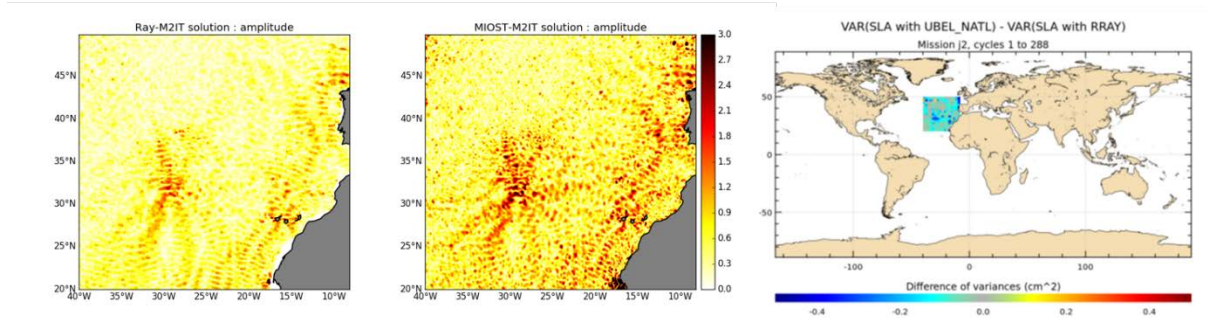 Ray-M2IT solution : amplitude
45°N
40°N
35°N
30°N
25°N
20°N
40°W 35°W 30°W 25°W 20°W 15°W 10°W
MIOST-M2IT solution : amplitude
45°N
40°N
35°N
30°N
25°N
20°N
40°W 35°W 30°W 25°W 20°W 15°W 10°W
3.0
2.7
2.4
2.1
1.8
1.5
1.2
0.9
0.6
0.3
0.0
VAR(SLA with UBEL_NATL) - VAR(SLA with RRAY)
Mission j2, cycles 1 to 288
50
0
-50
-100 0 100
Difference of variances (cm^2)
-0.4 -0.2 0.0 0.2 0.4